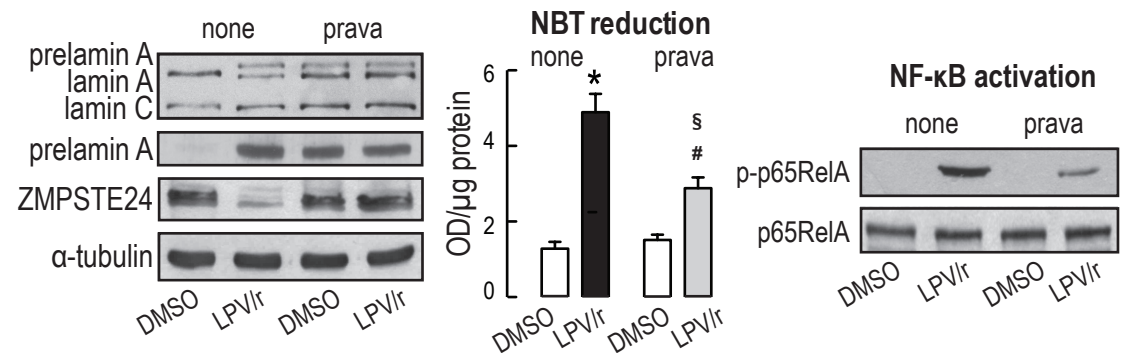 none prava
prelamin A
lamin A
lamin C
prelamin A
ZMPSTE24
α-tubulin
DMSO LPV/r DMSO LPV/r
NBT reduction
none prava
OD/µg protein
6
4
2
0
*
§
#
DMSO LPV/r DMSO LPV/r
NF-κB activation
none prava
p-p65RelA
p65RelA
DMSO LPV/r DMSO LPV/r